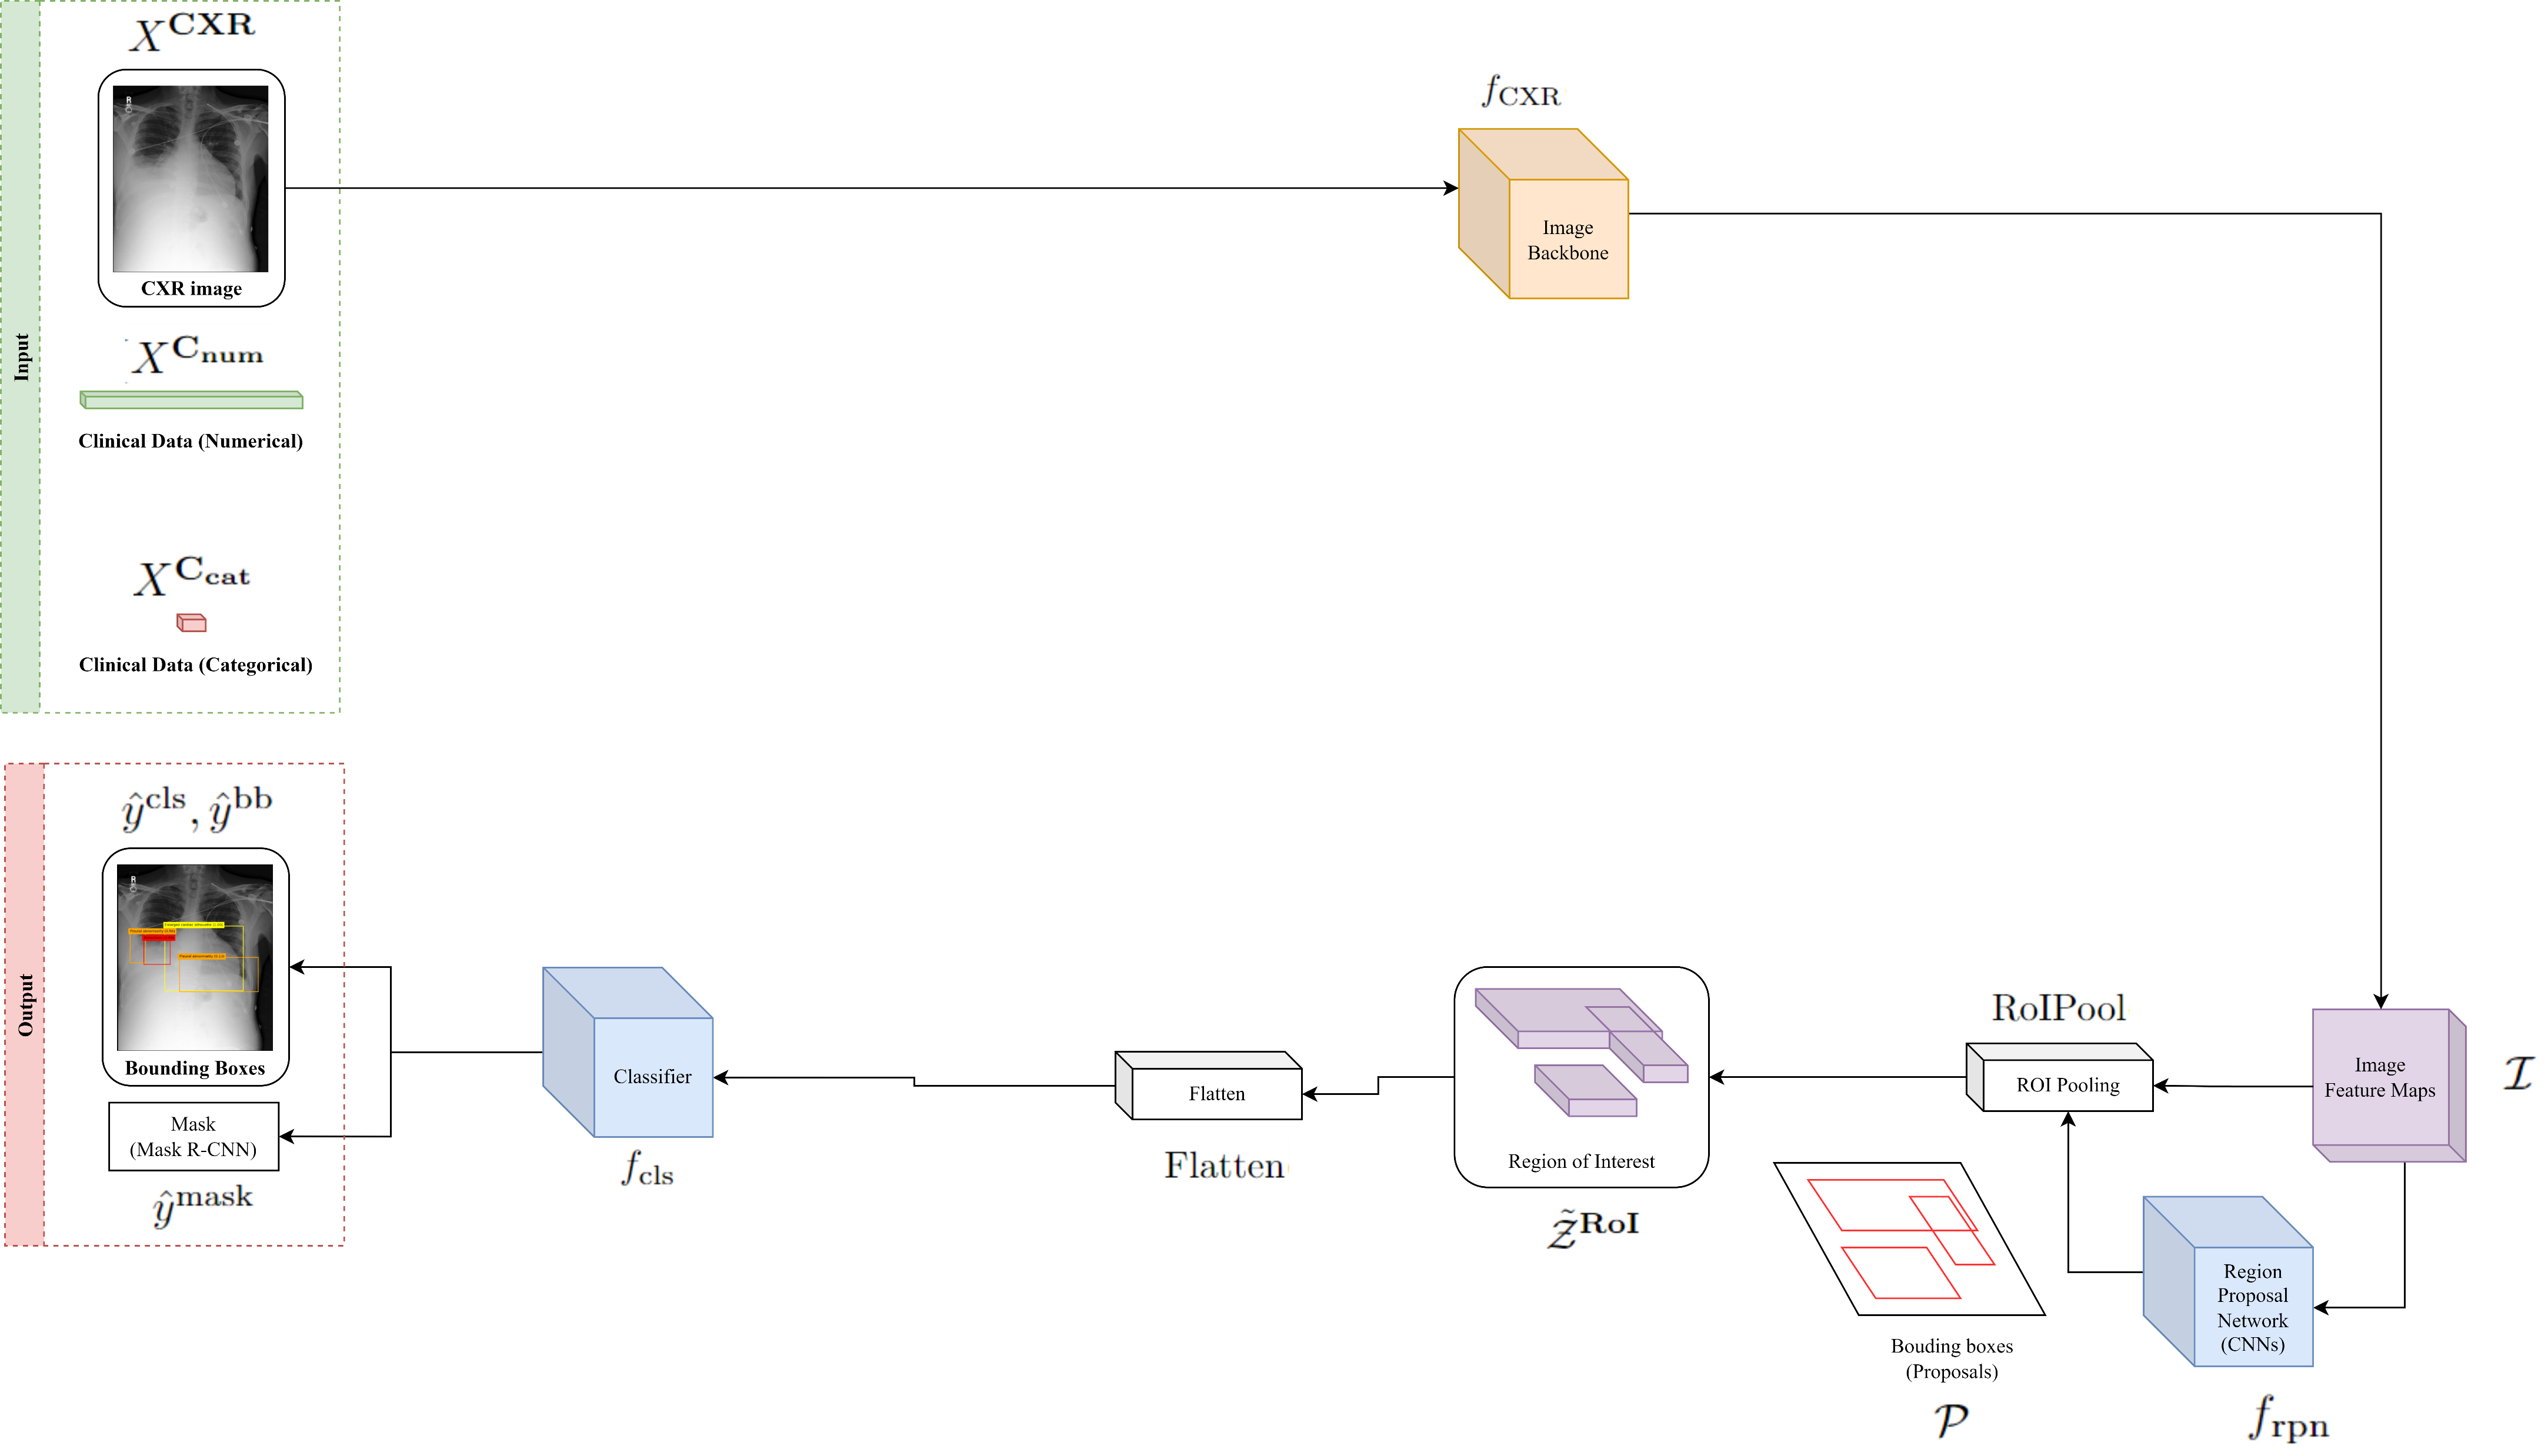 Input
X^CXR
R
CXR image
X^C_num
Clinical Data (Numerical)
X^C_cat
Clinical Data (Categorical)
f_CXR
Image
Backbone
Output
ŷ^cls, ŷ^bb
R
Bounding Boxes
Mask
(Mask R-CNN)
ŷ^mask
Classifier
f_cls
Flatten
Flatten
Region of Interest
𝒵̃^RoI
RoIPool
ROI Pooling
Image
Feature Maps
ℐ
Bouding boxes
(Proposals)
𝒫
Region
Proposal
Network
(CNNs)
f_rpn